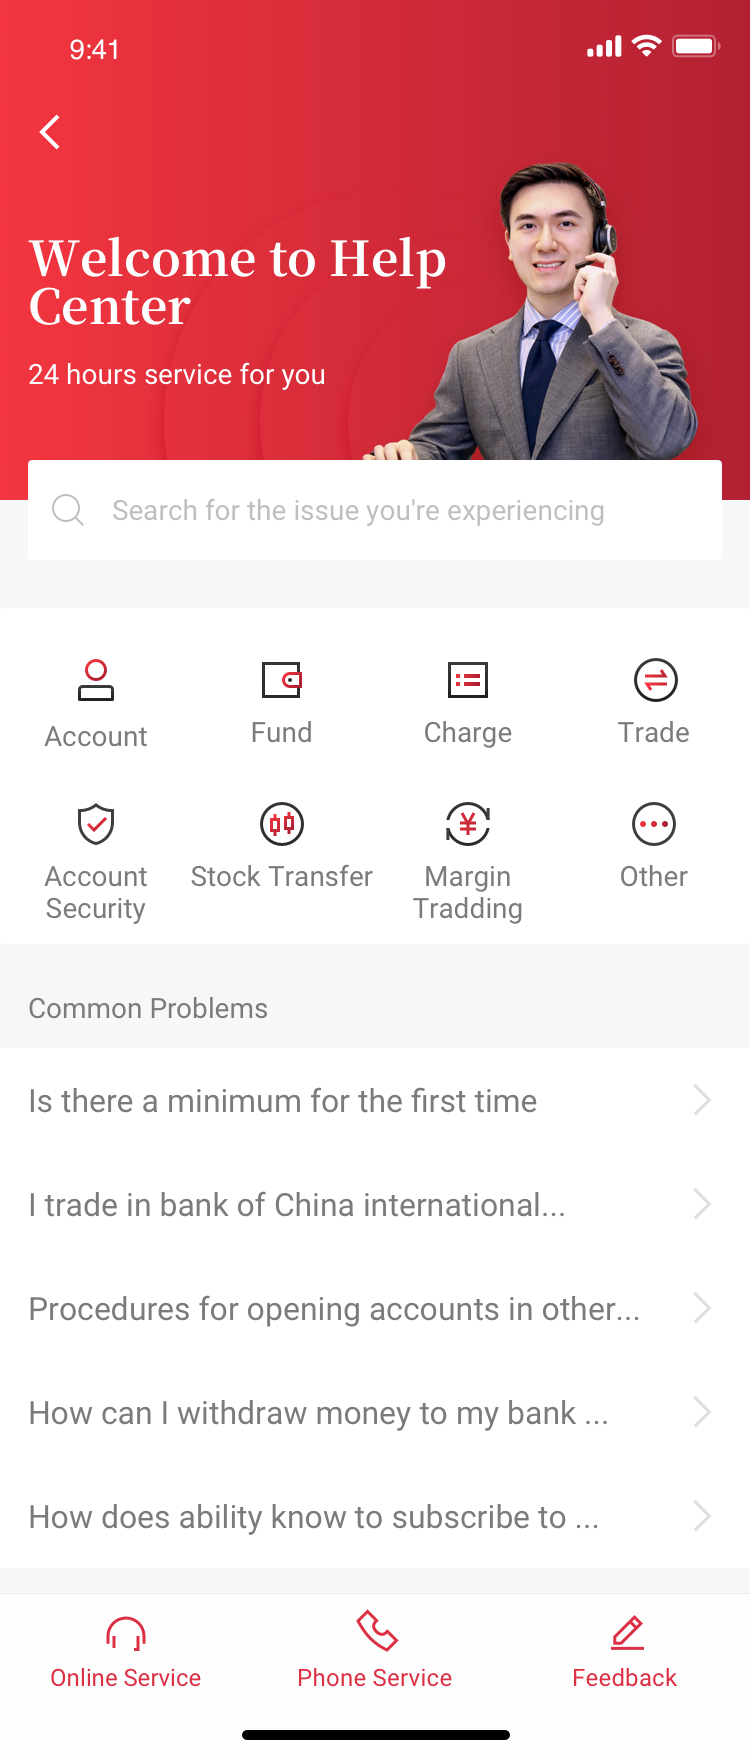 9:41
Welcome to Help
Center
24 hours service for you
Search for the issue you're experiencing
Account
Fund
Charge
Trade
Account
Security
Stock Transfer
Margin
Tradding
Other
Common Problems
Is there a minimum for the first time
I trade in bank of China international...
Procedures for opening accounts in other...
How can I withdraw money to my bank ...
How does ability know to subscribe to ...
Online Service
Phone Service
Feedback